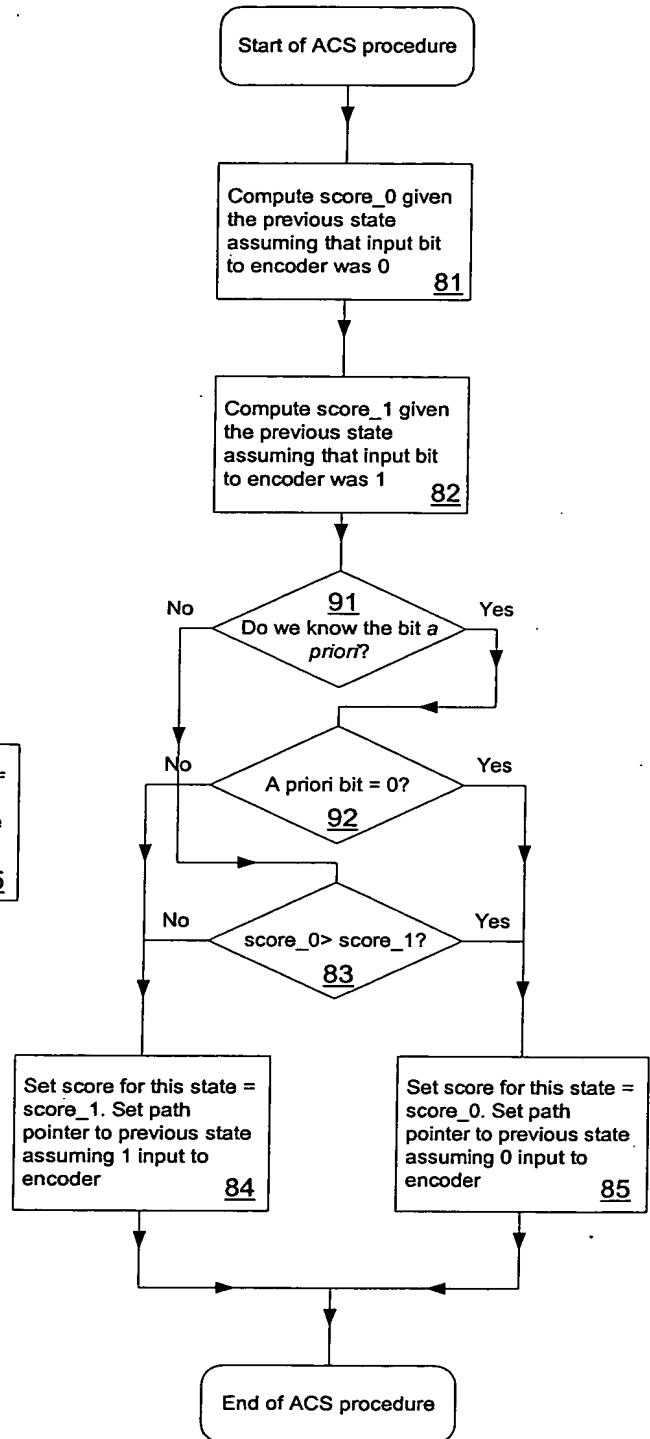 Start of ACS procedure
Compute score_0 given
the previous state
assuming that input bit
to encoder was 0
81
Compute score_1 given
the previous state
assuming that input bit
to encoder was 1
82
No
91
Yes
Do we know the bit a
priori?
No
A priori bit = 0?
Yes
92
=
No
score_0> score_1?
Yes
83
Set score for this state =
score_1. Set path
pointer to previous state
assuming 1 input to
encoder
84
Set score for this state =
score_0. Set path
pointer to previous state
assuming 0 input to
encoder
85
End of ACS procedure